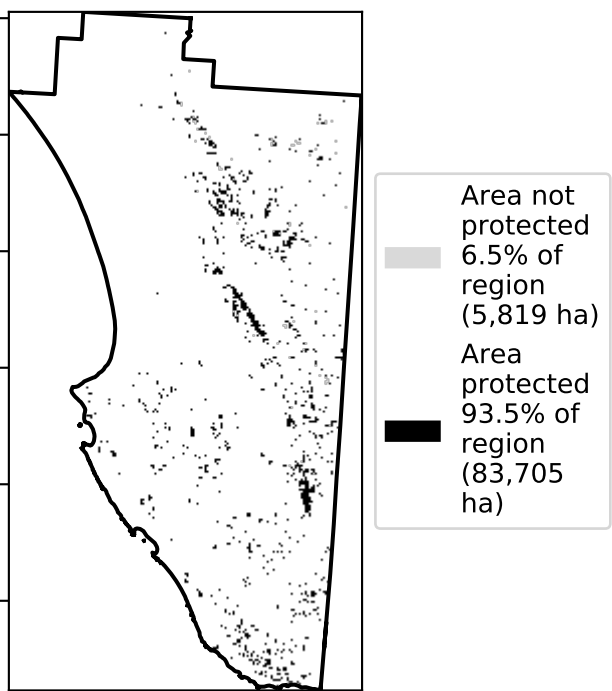 Area not
protected
6.5% of
region
(5,819 ha)
Area
protected
93.5% of
region
(83,705
ha)